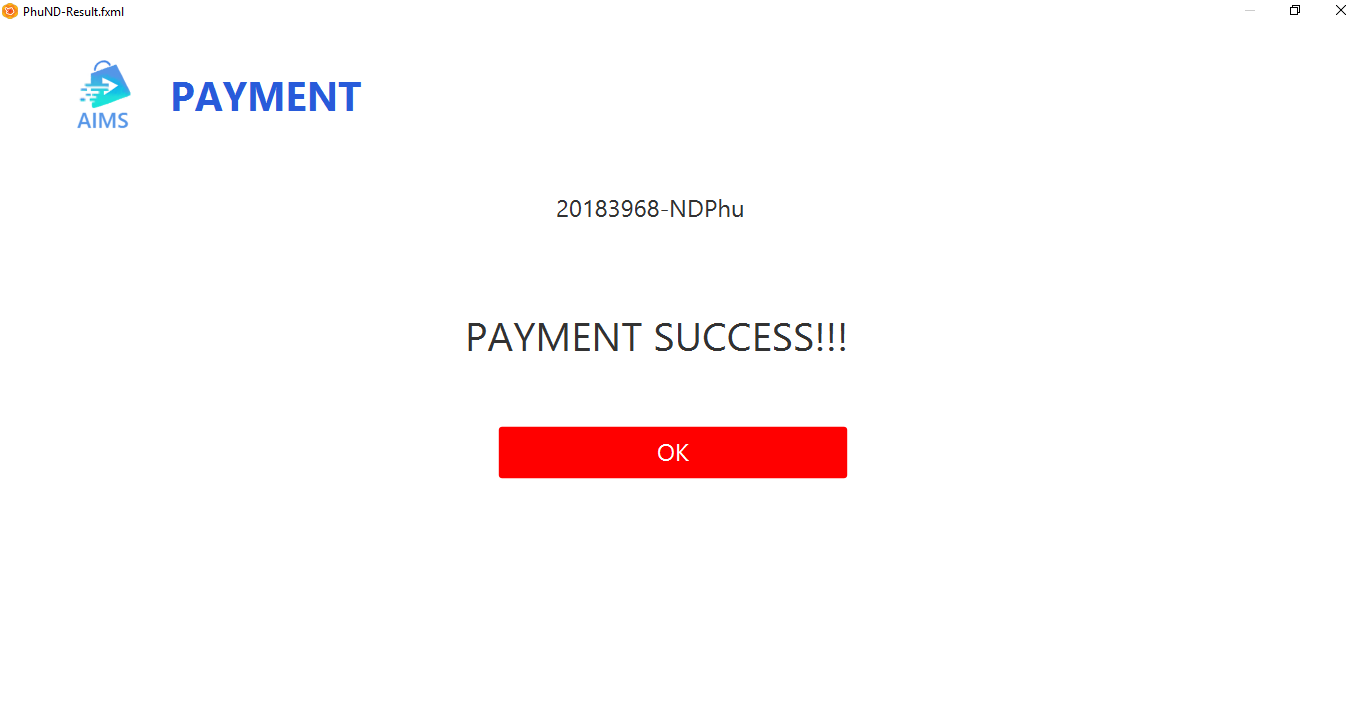 PhuND-Result.fxml
AIMS
PAYMENT
20183968-NDPhu
PAYMENT SUCCESS!!!
OK